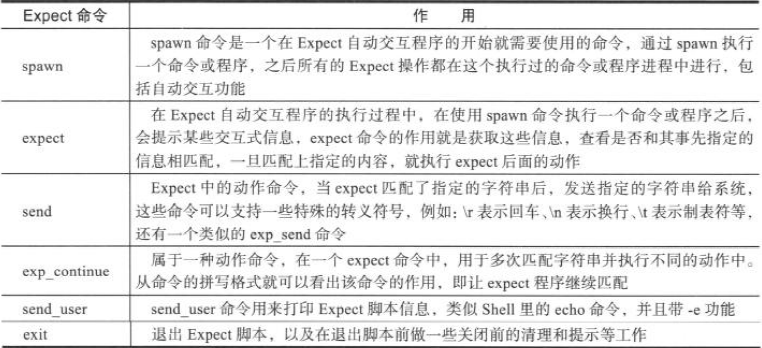 Expect 命令 作 用
spawn 命令是一个在 Expect 自动交互程序的开始就需要使用的命令，通过 spawn 执行
spawn 一个命令或程序，之后所有的 Expect 操作都在这个执行过的命令或程序进程中进行，包
括自动交互功能
在 Expect 自动交互程序的执行过程中，在使用 spawn 命令执行一个命令或程序之后，
expect 会提示某些交互式信息，expect 命令的作用就是获取这些信息，查看是否和其事先指定的
信息相匹配，一旦匹配上指定的内容，就执行 expect 后面的动作
Expect 中的动作命令，当 expect 匹配了指定的字符串后，发送指定的字符串给系统，
send 这些命令可以支持一些特殊的转义符号，例如：\r 表示回车、\n 表示换行、\t 表示制表符等，
还有一个类似的 exp_send 命令
属于一种动作命令，在一个 expect 命令中，用于多次匹配字符串并执行不同的动作中。
exp_continue 从命令的拼写格式就可以看出该命令的作用，即让 expect 程序继续匹配
send_user send_user 命令用来打印 Expect 脚本信息，类似 Shell 里的 echo 命令，并且带 -e 功能
exit 退出 Expect 脚本，以及在退出脚本前做一些关闭前的清理和提示等工作